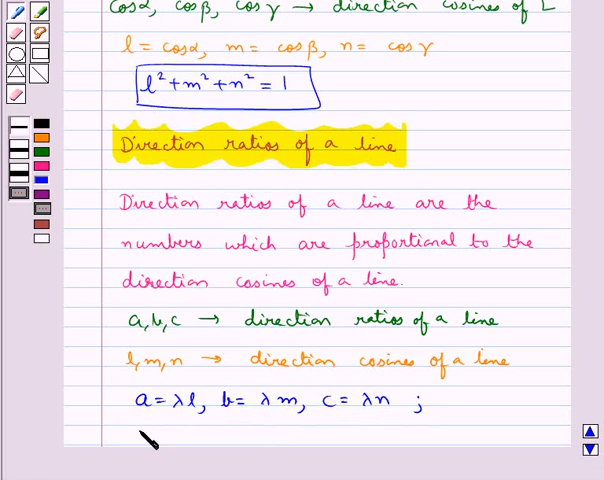 cosα, cosβ, cosγ → direction cosines of L
l = cosα, m = cosβ, n = cosγ
l² + m² + n² = 1
Direction ratios of a line
Direction ratios of a line are the
numbers which are proportional to the
direction cosines of a line.
a, b, c → direction ratios of a line
l, m, n → direction cosines of a line
a = λl, b = λm, c = λn ;